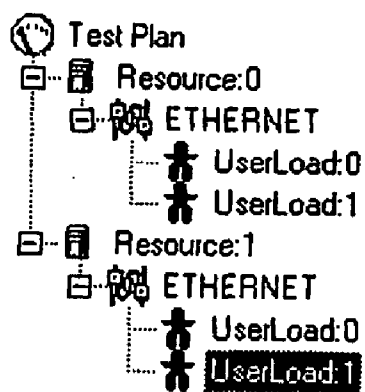 Test Plan
Resource:0
ETHERNET
UserLoad:0
UserLoad:1
Resource:1
ETHERNET
UserLoad:0
UserLoad:1